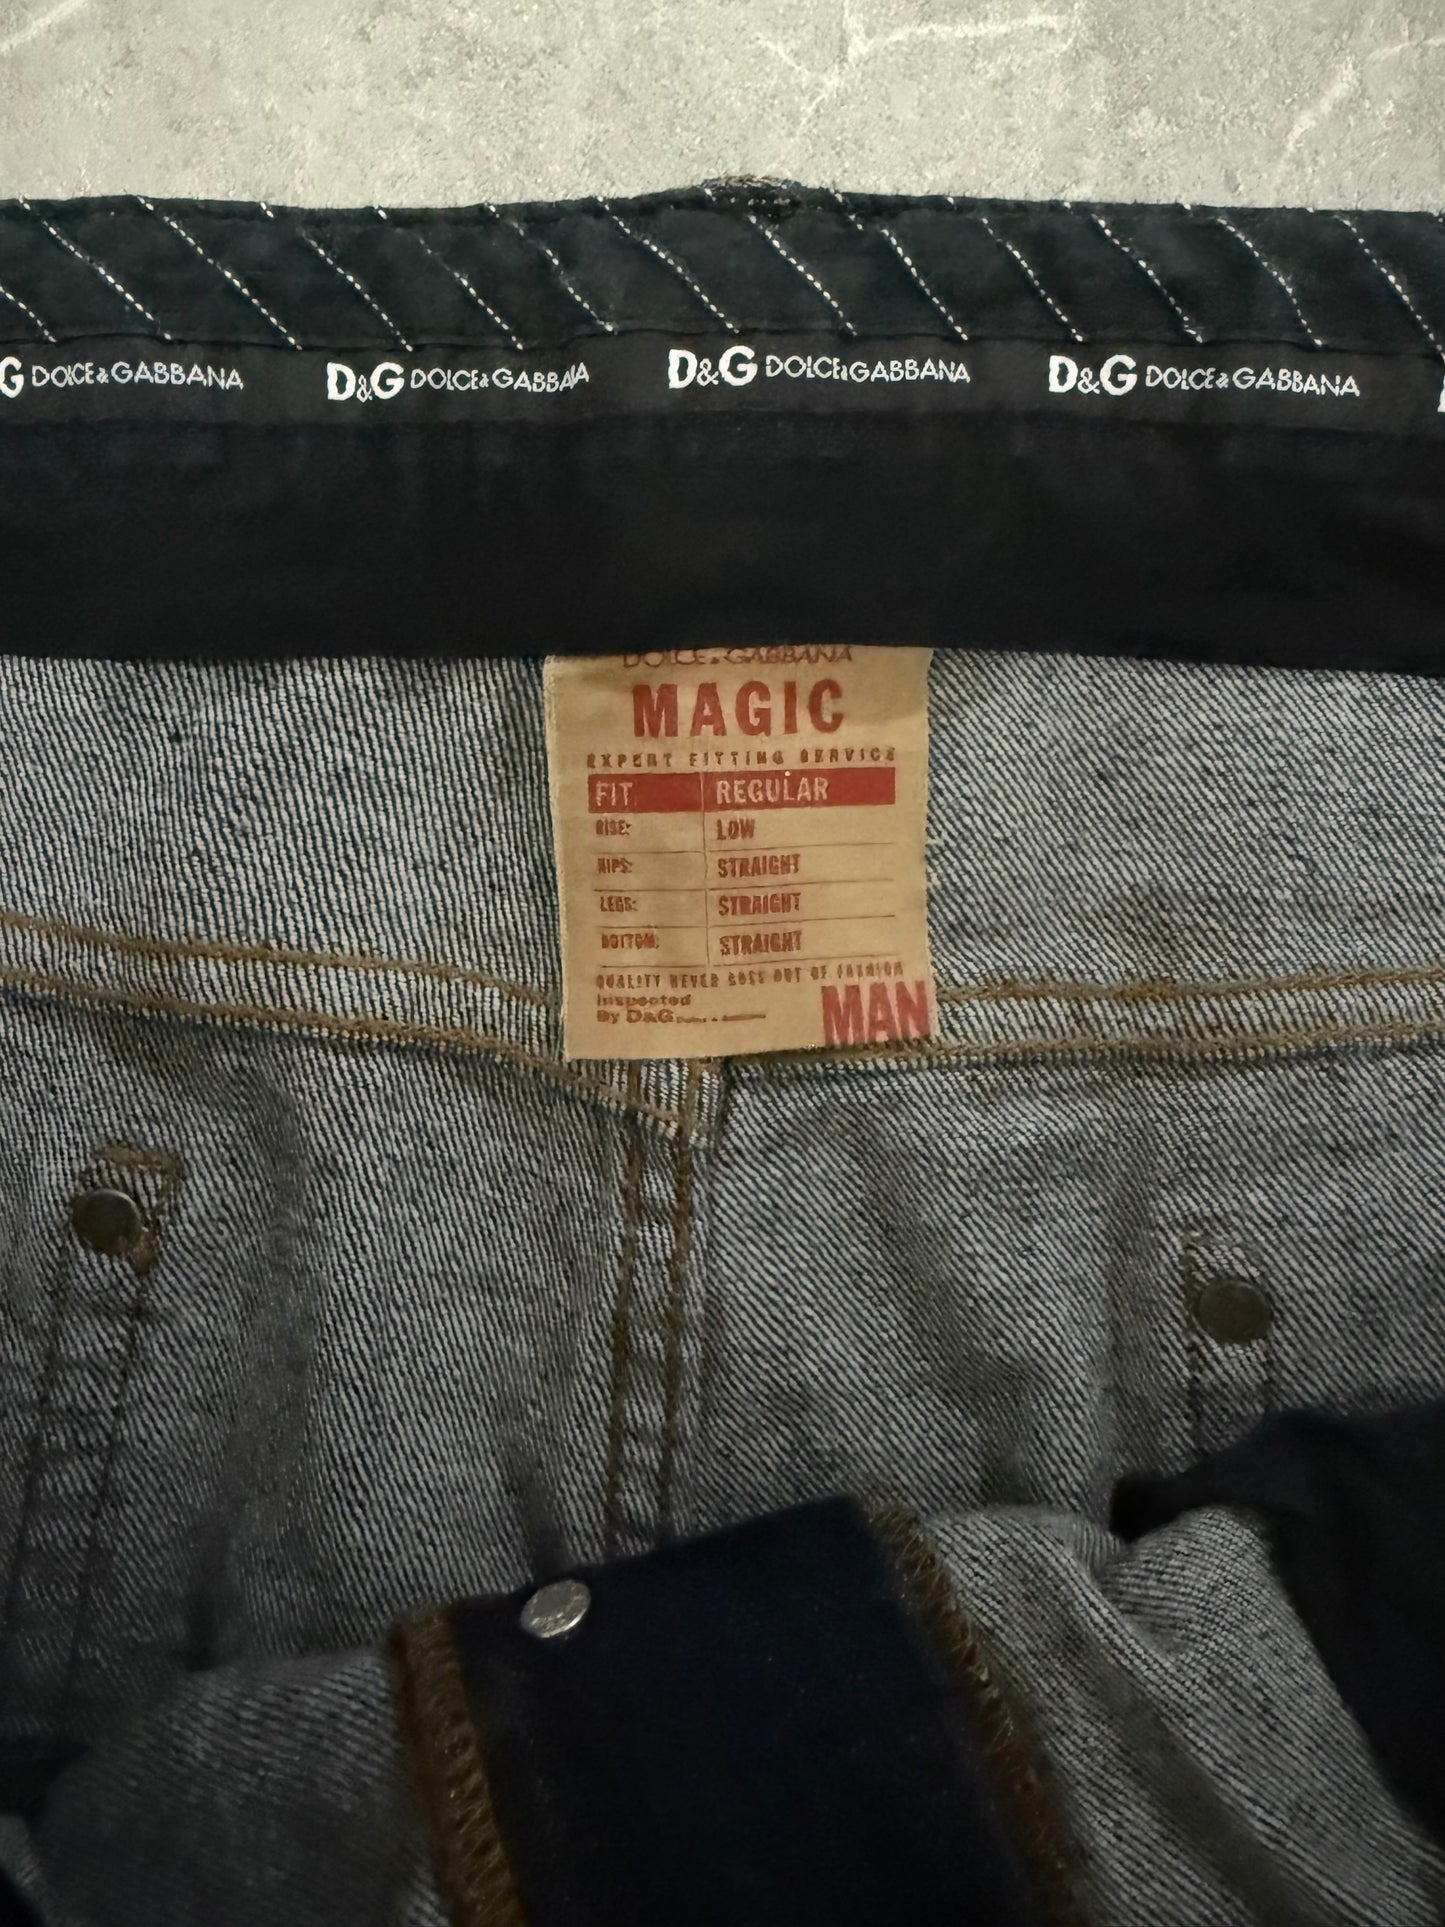 G DOLCE & GABBANA D&G DOLCE & GABBANA D&G DOLCE & GABBANA D&G DOLCE & GABBANA
DOLCE & GABBANA
MAGIC
EXPERT FITTING SERVICE
FIT REGULAR
RISE: LOW
HIPS: STRAIGHT
LEGS: STRAIGHT
BOTTOM: STRAIGHT
QUALITY NEVER GOES OUT OF FASHION
Inspected
By D&G
MAN